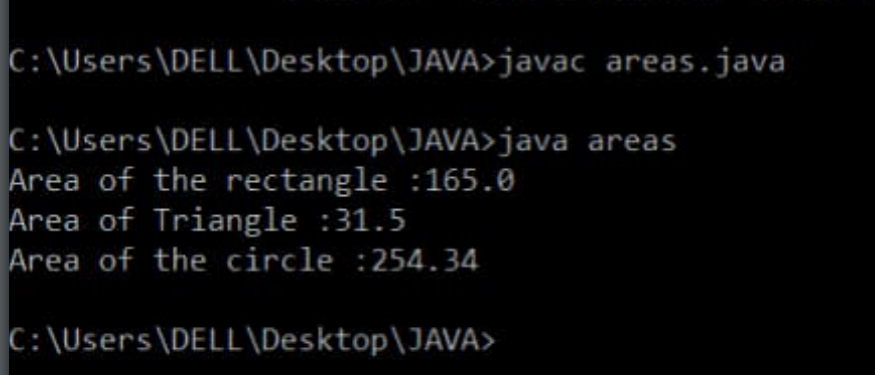 C:\Users\DELL\Desktop\JAVA>javac areas.java
C:\Users\DELL\Desktop\JAVA>java areas
Area of the rectangle :165.0
Area of Triangle :31.5
Area of the circle :254.34
C:\Users\DELL\Desktop\JAVA>